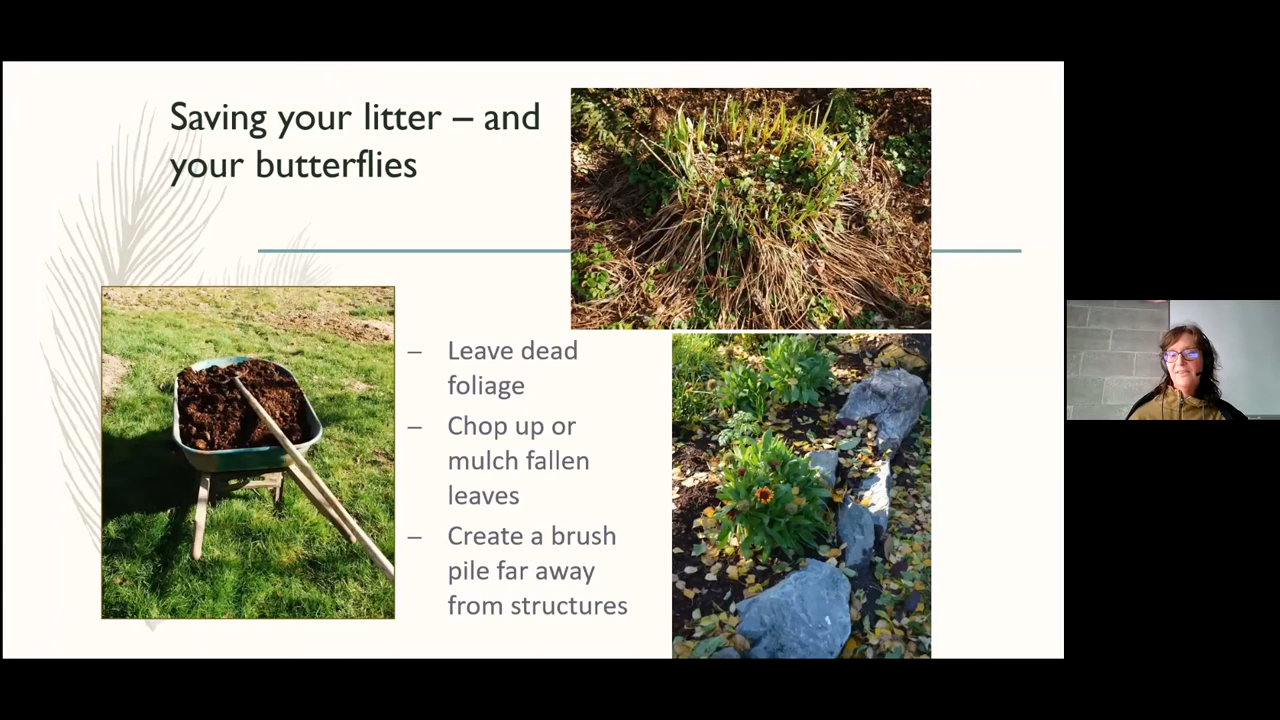 Saving your litter – and
your butterflies
– Leave dead
foliage
– Chop up or
mulch fallen
leaves
– Create a brush
pile far away
from structures